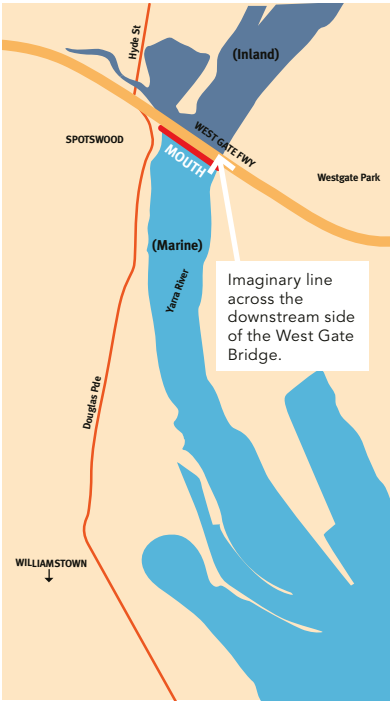 Hyde St
(Inland)
WEST GATE FWY
SPOTSWOOD
MOUTH
Westgate Park
(Marine)
Yarra River
Imaginary line
across the
downstream side
of the West Gate
Bridge.
Douglas Pde
WILLIAMSTOWN